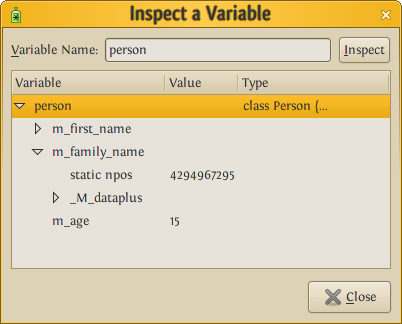 Inspect a Variable
Variable Name: person Inspect
Variable Value Type
person class Person {...
m_first_name
m_family_name
static npos 4294967295
_M_dataplus
m_age 15
Close